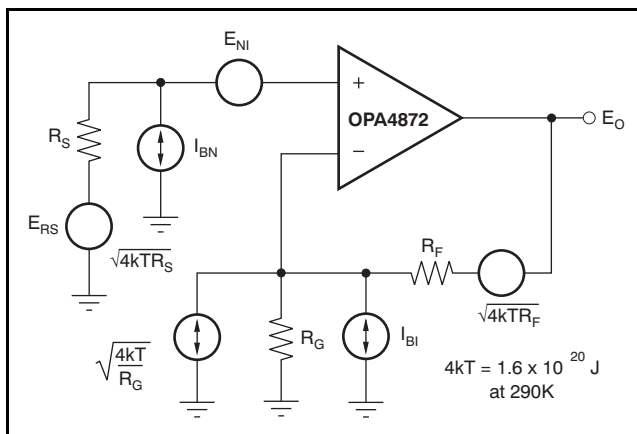 E_NI
+
OPA4872
−
E_O
R_S
I_BN
E_RS
√4kTR_S
R_F
√4kTR_F
√4kT/R_G
R_G
I_BI
4kT = 1.6 x 10 ²⁰ J
at 290K